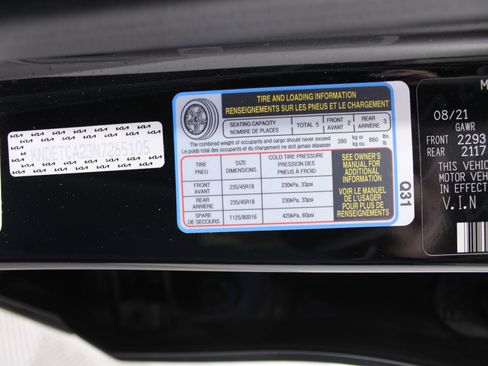 TIRE AND LOADING INFORMATION
RENSEIGNEMENTS SUR LES PNEUS ET LE CHARGEMENT
SEATING CAPACITY
NOMBRE DE PLACES
TOTAL 5
FRONT
AVANT 2
REAR
ARRIÈRE 3
The combined weight of occupants and cargo should never exceed
Le poids total des occupants et du chargement ne doit jamais dépasser
390 kg or
kg ou
860 lb
lbs
TIRE
PNEU
SIZE
DIMENSIONS
COLD TIRE PRESSURE
PRESSION DES PNEUS À FROID
FRONT
AVANT
235/45R18
230kPa, 33psi
REAR
ARRIÈRE
235/45R18
230kPa, 33psi
SPARE
DE SECOURS
T125/80D16
420kPa, 60psi
SEE OWNER'S
MANUAL FOR
ADDITIONAL
INFORMATION
VOIR LE MANUEL
DE L'USAGER
POUR PLUS DE
RENSEIGNEMENTS
Q31
08/21
GAWR
FRONT 2293
REAR 2117
THIS VEHIC
MOTOR VEH
IN EFFECT
V.I.N